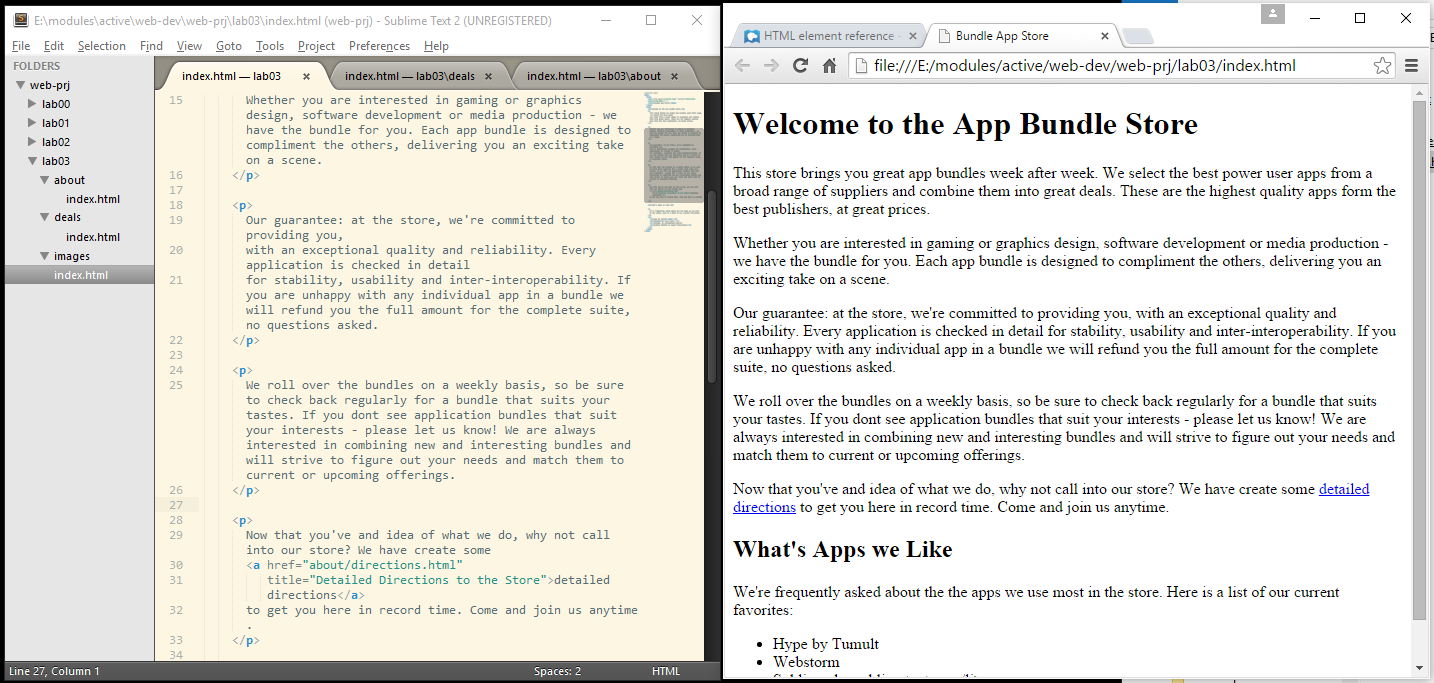 E:\modules\active\web-dev\web-prj\lab03\index.html (web-prj) - Sublime Text 2 (UNREGISTERED)
File Edit Selection Find View Goto Tools Project Preferences Help
FOLDERS
web-prj
lab00
lab01
lab02
lab03
about
index.html
deals
index.html
images
index.html
index.html — lab03
index.html — lab03\deals
index.html — lab03\about
15 Whether you are interested in gaming or graphics
design, software development or media production - we
have the bundle for you. Each app bundle is designed to
compliment the others, delivering you an exciting take
on a scene.
16 </p>
17
18 <p>
19 Our guarantee: at the store, we're committed to
providing you,
20 with an exceptional quality and reliability. Every
application is checked in detail
21 for stability, usability and inter-interoperability. If
you are unhappy with any individual app in a bundle we
will refund you the full amount for the complete suite,
no questions asked.
22 </p>
23
24 <p>
25 We roll over the bundles on a weekly basis, so be sure
to check back regularly for a bundle that suits your
tastes. If you dont see application bundles that suit
your interests - please let us know! We are always
interested in combining new and interesting bundles and
will strive to figure out your needs and match them to
current or upcoming offerings.
26 </p>
27
28 <p>
29 Now that you've and idea of what we do, why not call
into our store? We have create some
30 <a href="about/directions.html"
31 title="Detailed Directions to the Store">detailed
directions</a>
32 to get you here in record time. Come and join us anytime
.
33 </p>
34
Line 27, Column 1
Spaces: 2
HTML
HTML element reference -
Bundle App Store
file:///E:/modules/active/web-dev/web-prj/lab03/index.html
Welcome to the App Bundle Store
This store brings you great app bundles week after week. We select the best power user apps from a
broad range of suppliers and combine them into great deals. These are the highest quality apps form the
best publishers, at great prices.
Whether you are interested in gaming or graphics design, software development or media production -
we have the bundle for you. Each app bundle is designed to compliment the others, delivering you an
exciting take on a scene.
Our guarantee: at the store, we're committed to providing you, with an exceptional quality and
reliability. Every application is checked in detail for stability, usability and inter-interoperability. If you
are unhappy with any individual app in a bundle we will refund you the full amount for the complete
suite, no questions asked.
We roll over the bundles on a weekly basis, so be sure to check back regularly for a bundle that suits
your tastes. If you dont see application bundles that suit your interests - please let us know! We are
always interested in combining new and interesting bundles and will strive to figure out your needs and
match them to current or upcoming offerings.
Now that you've and idea of what we do, why not call into our store? We have create some detailed
directions to get you here in record time. Come and join us anytime.
What's Apps we Like
We're frequently asked about the the apps we use most in the store. Here is a list of our current
favorites:
Hype by Tumult
Webstorm